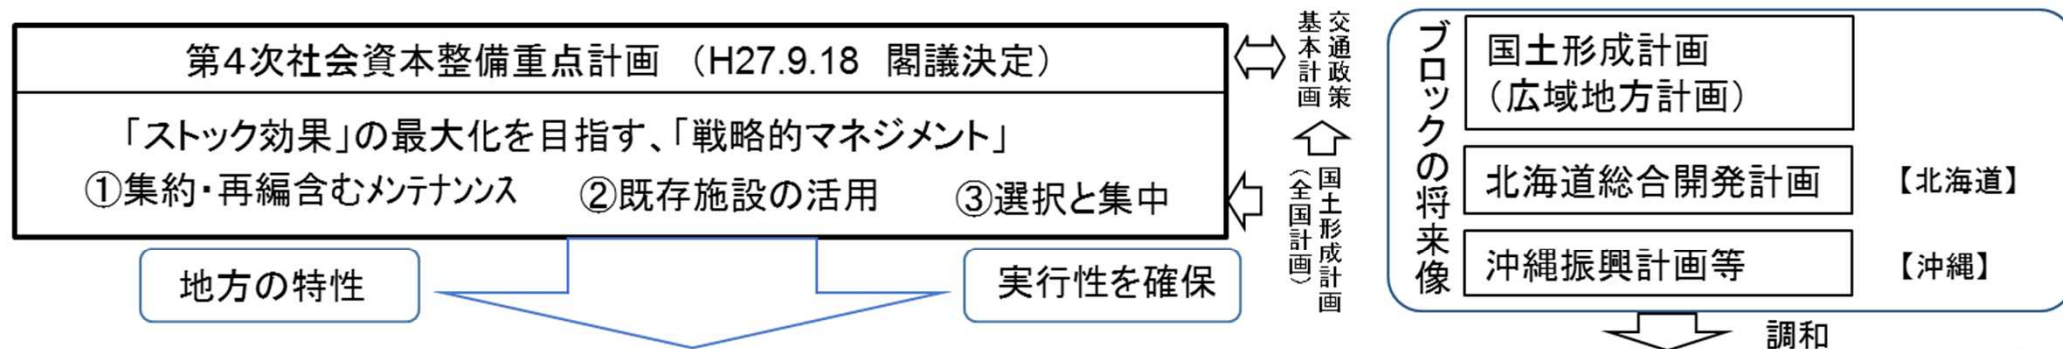 第4次社会資本整備重点計画 （H27.9.18 閣議決定）
「ストック効果」の最大化を目指す、「戦略的マネジメント」
①集約・再編含むメンテナンンス ②既存施設の活用 ③選択と集中
地方の特性
実行性を確保
交通政策
基本計画
国土形成計画
（全国計画）
ブロックの将来像
国土形成計画
（広域地方計画）
北海道総合開発計画 【北海道】
沖縄振興計画等 【沖縄】
調和